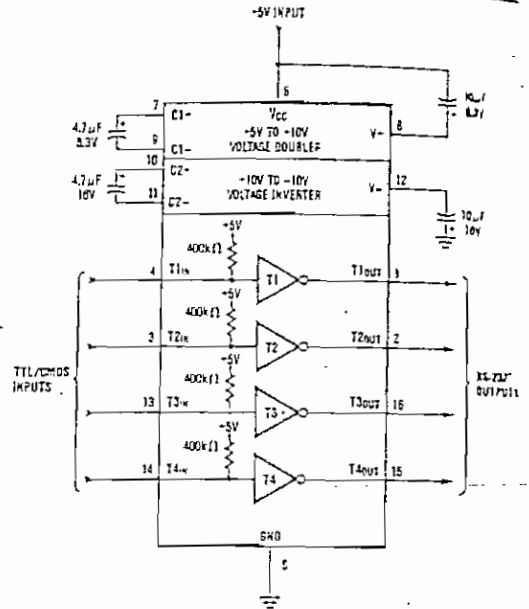 +5V INPUT
6
7 C1- VCC
4.7µF +5V TO +10V V+ 8
VOLTAGE DOUBLER
9 C1-
10 C2-
4.7µF +10V TO -10V V- 12
16V VOLTAGE INVERTER
11 C2-
10µF
16V
+5V
400kΩ
4 T1IN T1 T1OUT
+5V
400kΩ
3 T2IN T2 T2OUT 2
+5V
TTL/CMOS
INPUTS
OUTPUTS
400kΩ
13 T3IN T3 T3OUT 16
+5V
400kΩ
14 T4IN T4 T4OUT 15
GND
5